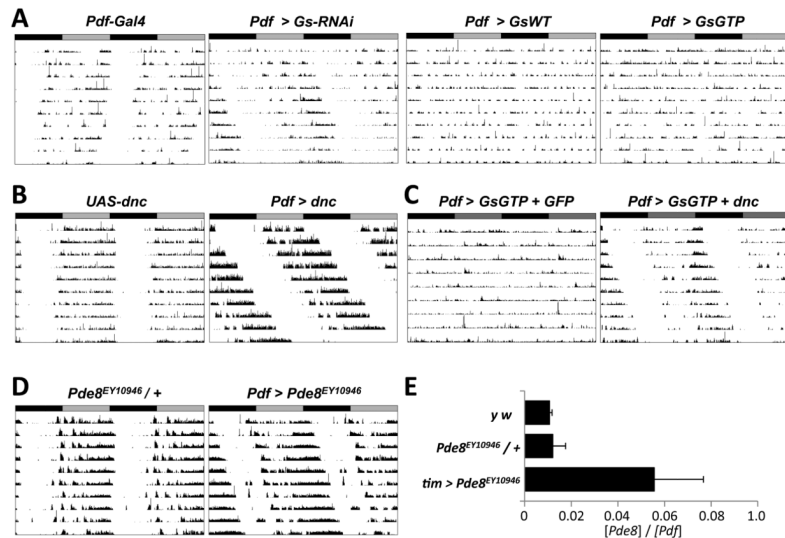 A
Pdf-Gal4
Pdf > Gs-RNAi
Pdf > GsWT
Pdf > GsGTP
B
UAS-dnc
Pdf > dnc
C
Pdf > GsGTP + GFP
Pdf > GsGTP + dnc
D
Pde8EY10946 / +
Pdf > Pde8EY10946
E
y w
Pde8EY10946 / +
tim > Pde8EY10946
0 0.02 0.04 0.06 0.08 1.0
[Pde8] / [Pdf]